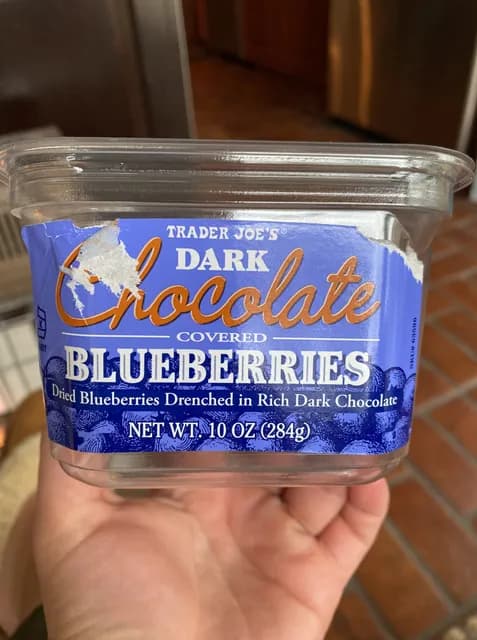 TRADER JOE'S®
DARK
Chocolate
COVERED
BLUEBERRIES
Dried Blueberries Drenched in Rich Dark Chocolate
NET WT. 10 OZ (284g)